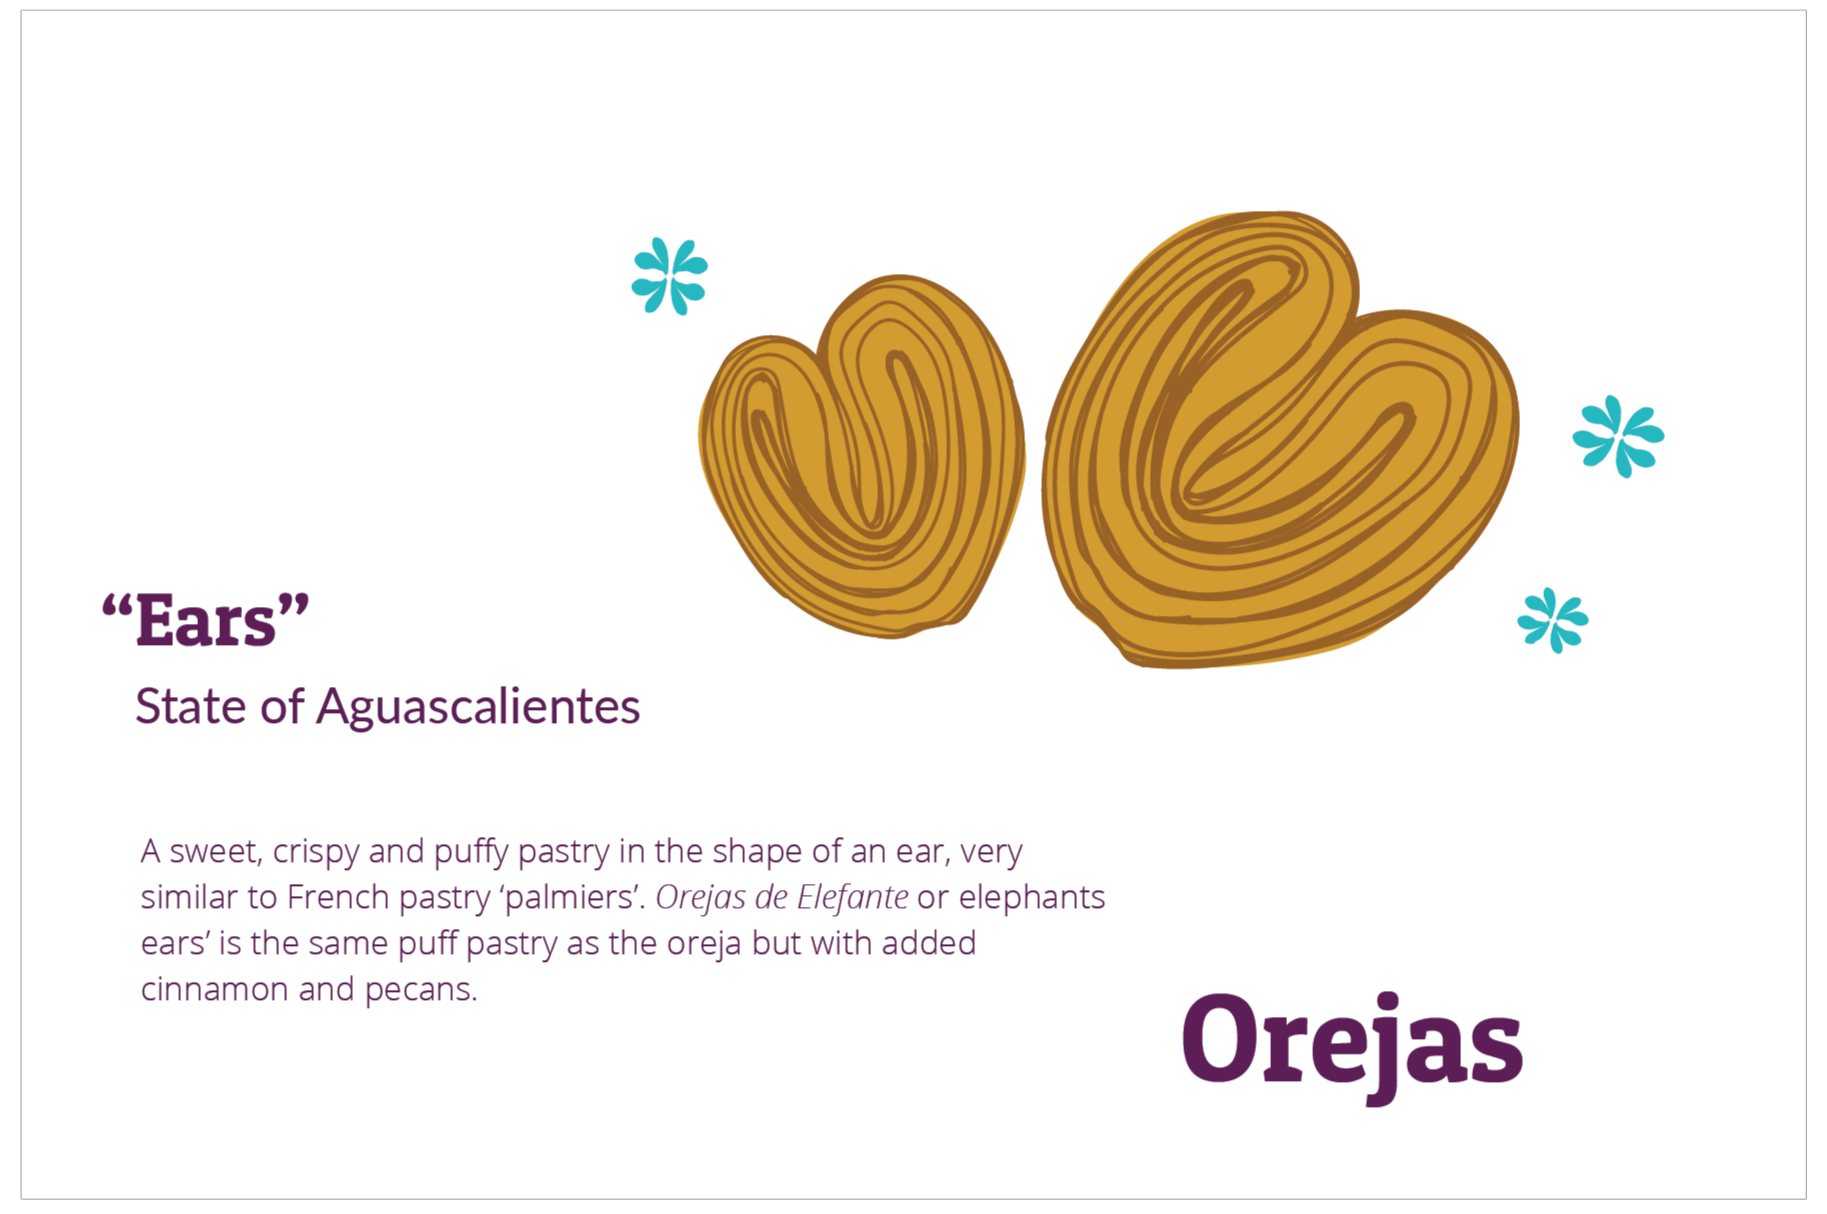 “Ears”
State of Aguascalientes
A sweet, crispy and puffy pastry in the shape of an ear, very
similar to French pastry ‘palmiers’. Orejas de Elefante or elephants
ears’ is the same puff pastry as the oreja but with added
cinnamon and pecans.
Orejas